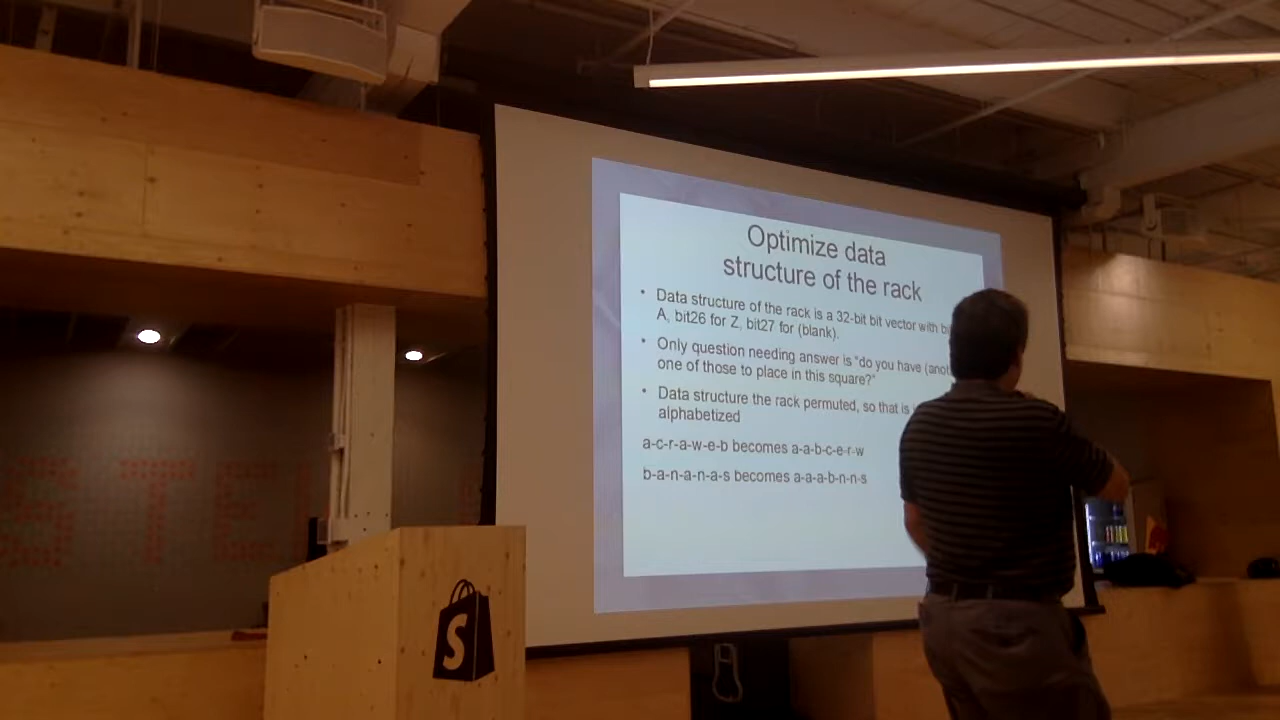 Optimize data
structure of the rack
• Data structure of the rack is a 32-bit bit vector with
A, bit26 for Z, bit27 for (blank).
• Only question needing answer is "do you have
one of those to place in this square?"
• Data structure the rack permuted, so that is
alphabetized
a-c-r-a-w-e-b becomes a-a-b-c-e-r-w
b-a-n-a-n-a-s becomes a-a-a-b-n-n-s
STE
S